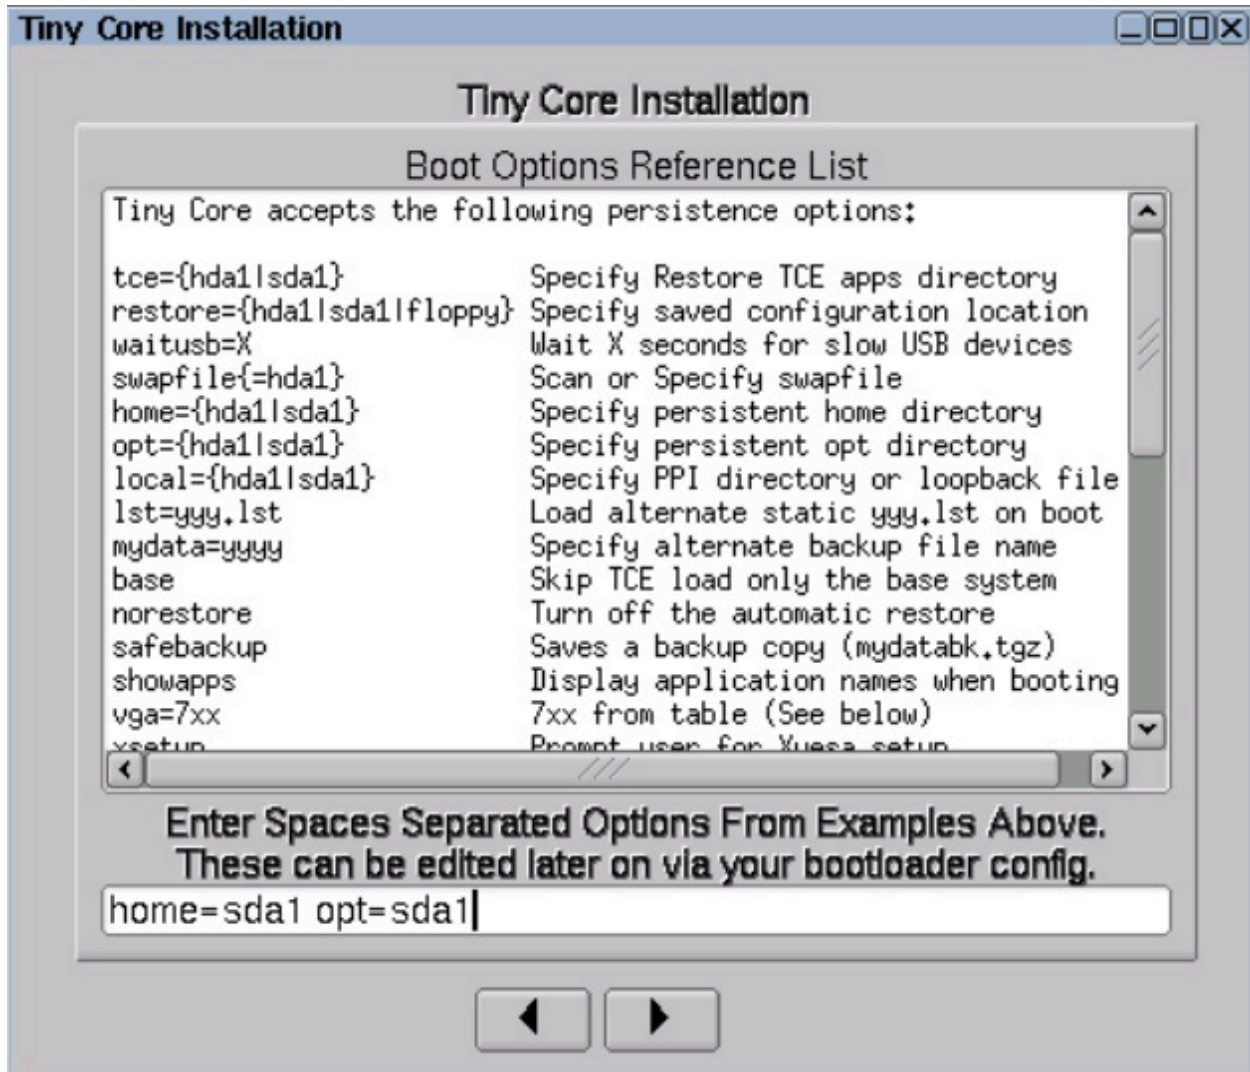 Tiny Core Installation
Tiny Core Installation
Boot Options Reference List
Tiny Core accepts the following persistence options:
tce={hda1|sda1} Specify Restore TCE apps directory
restore={hda1|sda1|floppy} Specify saved configuration location
waitusb=X Wait X seconds for slow USB devices
swapfile{=hda1} Scan or Specify swapfile
home={hda1|sda1} Specify persistent home directory
opt={hda1|sda1} Specify persistent opt directory
local={hda1|sda1} Specify PPI directory or loopback file
lst=yyy.lst Load alternate static yyy.lst on boot
mydata=yyyy Specify alternate backup file name
base Skip TCE load only the base system
norestore Turn off the automatic restore
safebackup Saves a backup copy (mydatabk.tgz)
showapps Display application names when booting
vga=7xx 7xx from table (See below)
xsetup Prompt user for Xvesa setup
Enter Spaces Separated Options From Examples Above.
These can be edited later on via your bootloader config.
home=sda1 opt=sda1